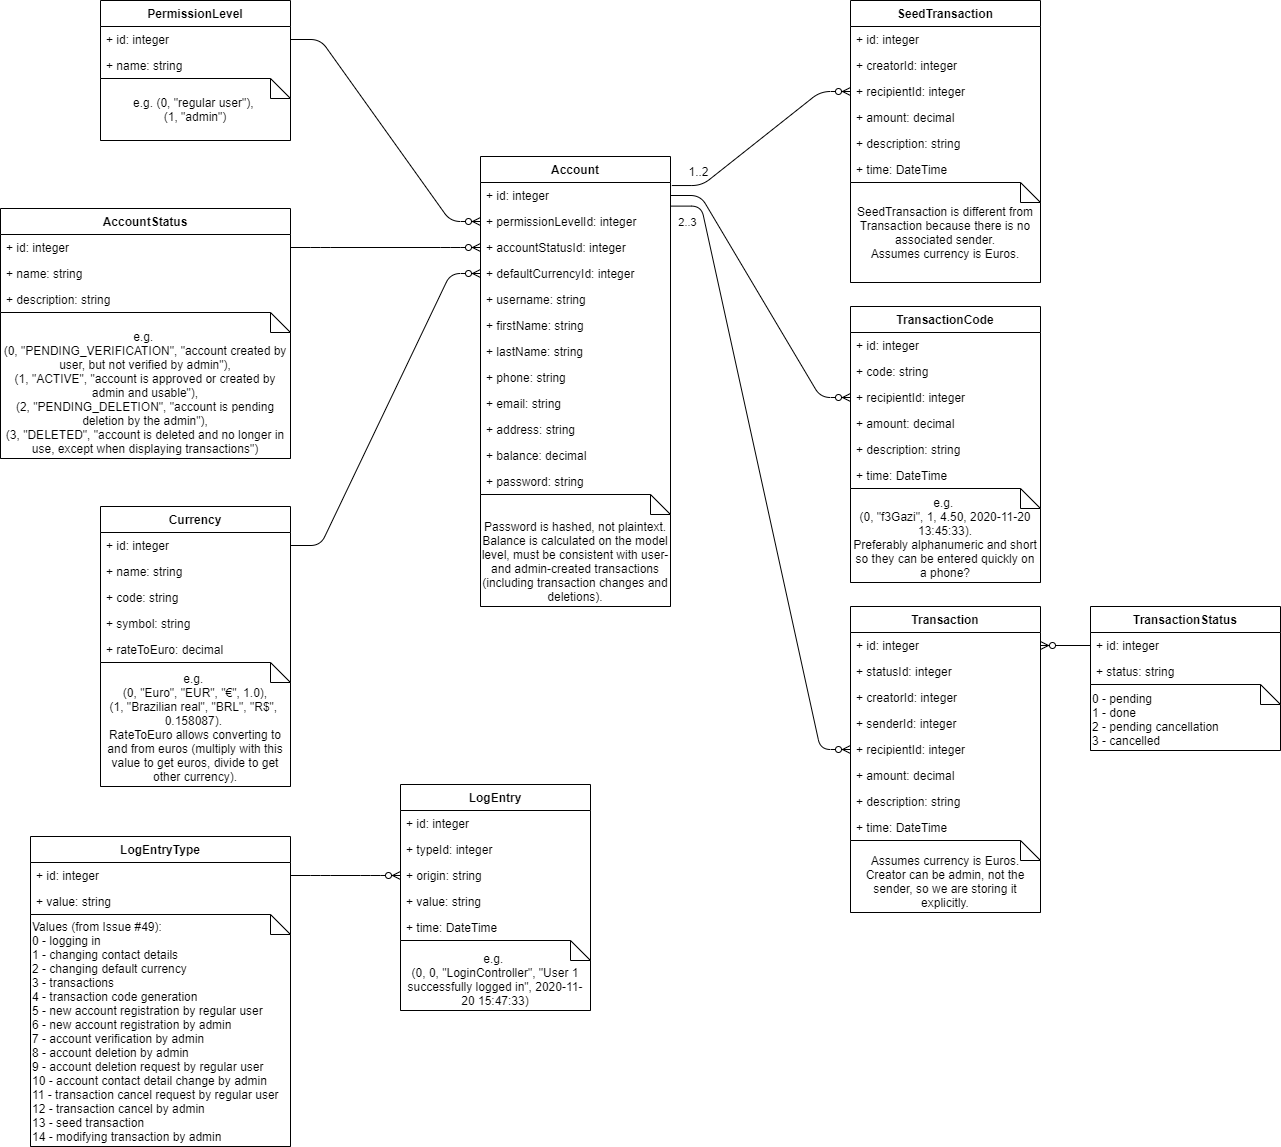 PermissionLevel
+ id: integer
+ name: string
e.g. (0, "regular user"),
(1, "admin")
AccountStatus
+ id: integer
+ name: string
+ description: string
e.g.
(0, "PENDING_VERIFICATION", "account created by
user, but not verified by admin"),
(1, "ACTIVE", "account is approved or created by
admin and usable"),
(2, "PENDING_DELETION", "account is pending
deletion by the admin"),
(3, "DELETED", "account is deleted and no longer in
use, except when displaying transactions")
Currency
+ id: integer
+ name: string
+ code: string
+ symbol: string
+ rateToEuro: decimal
e.g.
(0, "Euro", "EUR", "€", 1.0),
(1, "Brazilian real", "BRL", "R$",
0.158087).
RateToEuro allows converting to
and from euros (multiply with this
value to get euros, divide to get
other currency).
LogEntryType
+ id: integer
+ value: string
Values (from Issue #49):
0 - logging in
1 - changing contact details
2 - changing default currency
3 - transactions
4 - transaction code generation
5 - new account registration by regular user
6 - new account registration by admin
7 - account verification by admin
8 - account deletion by admin
9 - account deletion request by regular user
10 - account contact detail change by admin
11 - transaction cancel request by regular user
12 - transaction cancel by admin
13 - seed transaction
14 - modifying transaction by admin
LogEntry
+ id: integer
+ typeId: integer
+ origin: string
+ value: string
+ time: DateTime
e.g.
(0, 0, "LoginController", "User 1
successfully logged in", 2020-11-
20 15:47:33)
Account
+ id: integer
+ permissionLevelId: integer
+ accountStatusId: integer
+ defaultCurrencyId: integer
+ username: string
+ firstName: string
+ lastName: string
+ phone: string
+ email: string
+ address: string
+ balance: decimal
+ password: string
Password is hashed, not plaintext.
Balance is calculated on the model
level, must be consistent with user-
and admin-created transactions
(including transaction changes and
deletions).
1..2
2..3
SeedTransaction
+ id: integer
+ creatorId: integer
+ recipientId: integer
+ amount: decimal
+ description: string
+ time: DateTime
SeedTransaction is different from
Transaction because there is no
associated sender.
Assumes currency is Euros.
TransactionCode
+ id: integer
+ code: string
+ recipientId: integer
+ amount: decimal
+ description: string
+ time: DateTime
e.g.
(0, "f3Gazi", 1, 4.50, 2020-11-20
13:45:33).
Preferably alphanumeric and short
so they can be entered quickly on
a phone?
Transaction
+ id: integer
+ statusId: integer
+ creatorId: integer
+ senderId: integer
+ recipientId: integer
+ amount: decimal
+ description: string
+ time: DateTime
Assumes currency is Euros.
Creator can be admin, not the
sender, so we are storing it
explicitly.
TransactionStatus
+ id: integer
+ status: string
0 - pending
1 - done
2 - pending cancellation
3 - cancelled